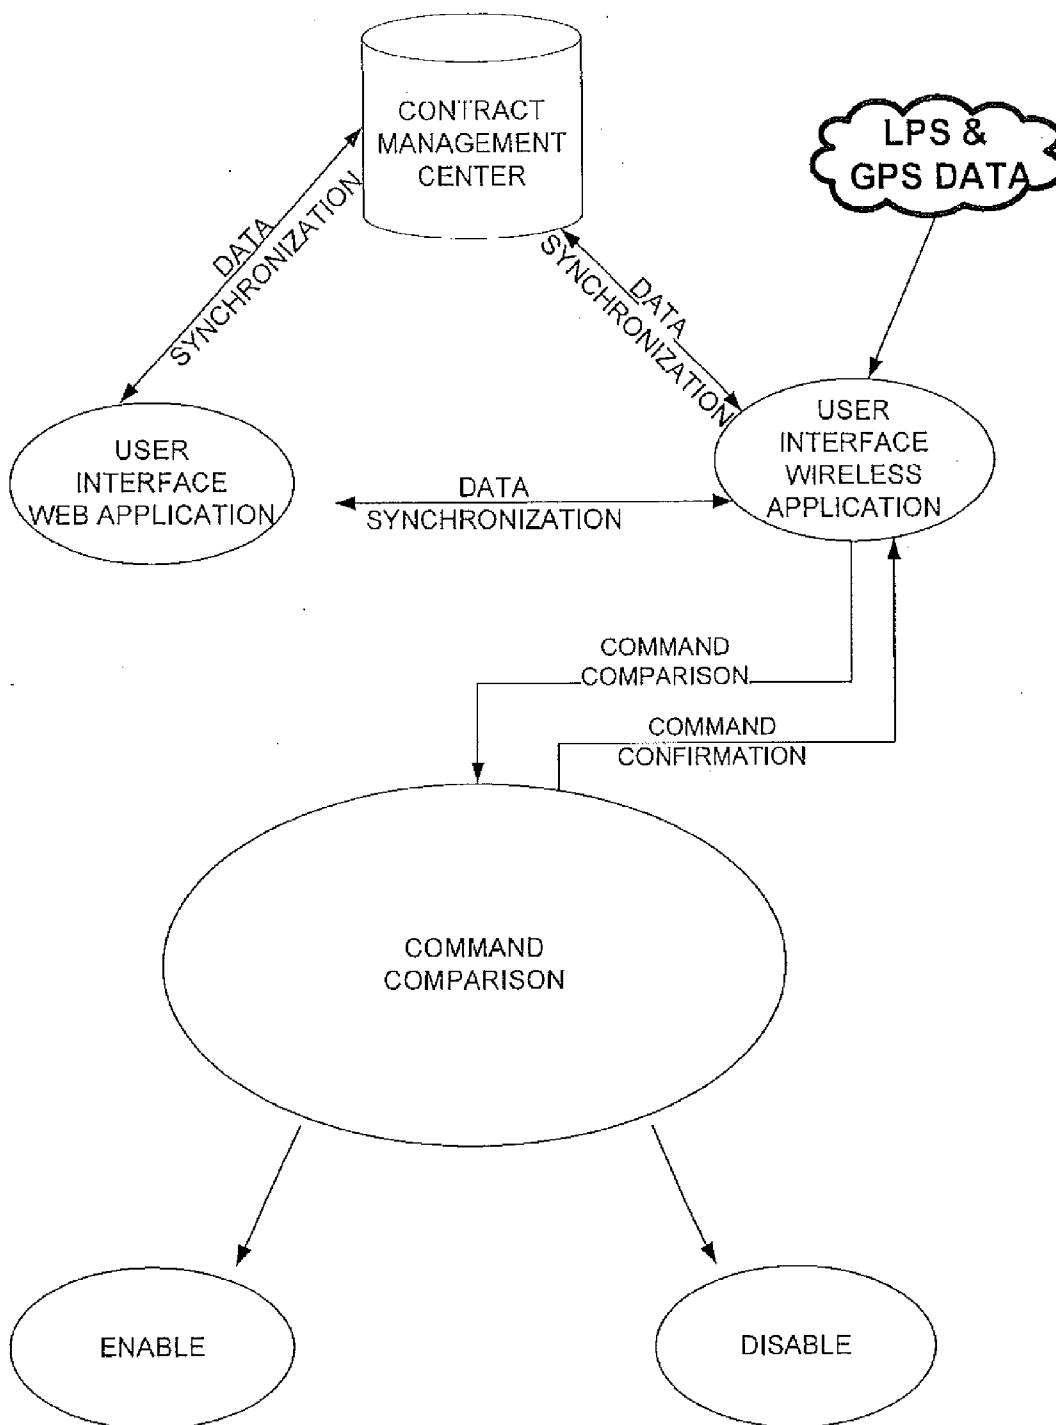 CONTRACT
MANAGEMENT
CENTER
LPS &
GPS DATA
DATA
SYNCHRONIZATION
DATA
SYNCHRONIZATION
USER
INTERFACE
WEB APPLICATION
DATA
SYNCHRONIZATION
USER
INTERFACE
WIRELESS
APPLICATION
COMMAND
COMPARISON
COMMAND
CONFIRMATION
COMMAND
COMPARISON
ENABLE
DISABLE